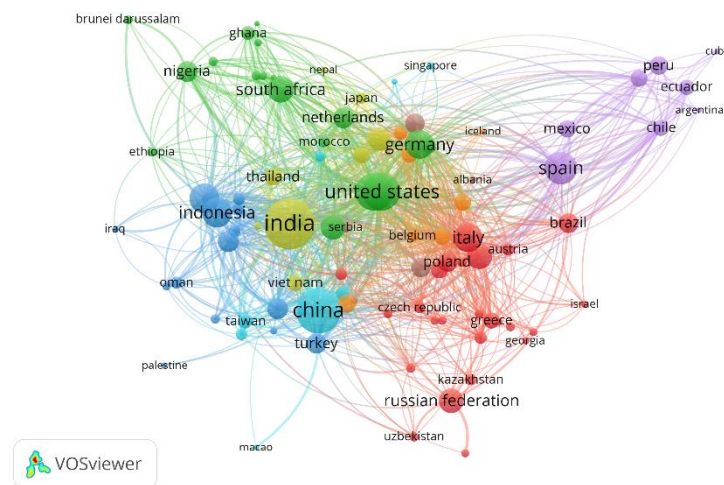 brunei darussalam
ghana
nigeria
nepal
singapore
south africa
japan
netherlands
morocco
germany
iceland
cub
peru
ecuador
argentina
mexico
chile
ethiopia
thailand
albania
spain
united states
indonesia
india
serbia
iraq
belgium
italy
austria
brazil
poland
oman
viet nam
china
taiwan
turkey
czech republic
greece
israel
georgia
palestine
kazakhstan
russian federation
uzbekistan
macao
VOSviewer